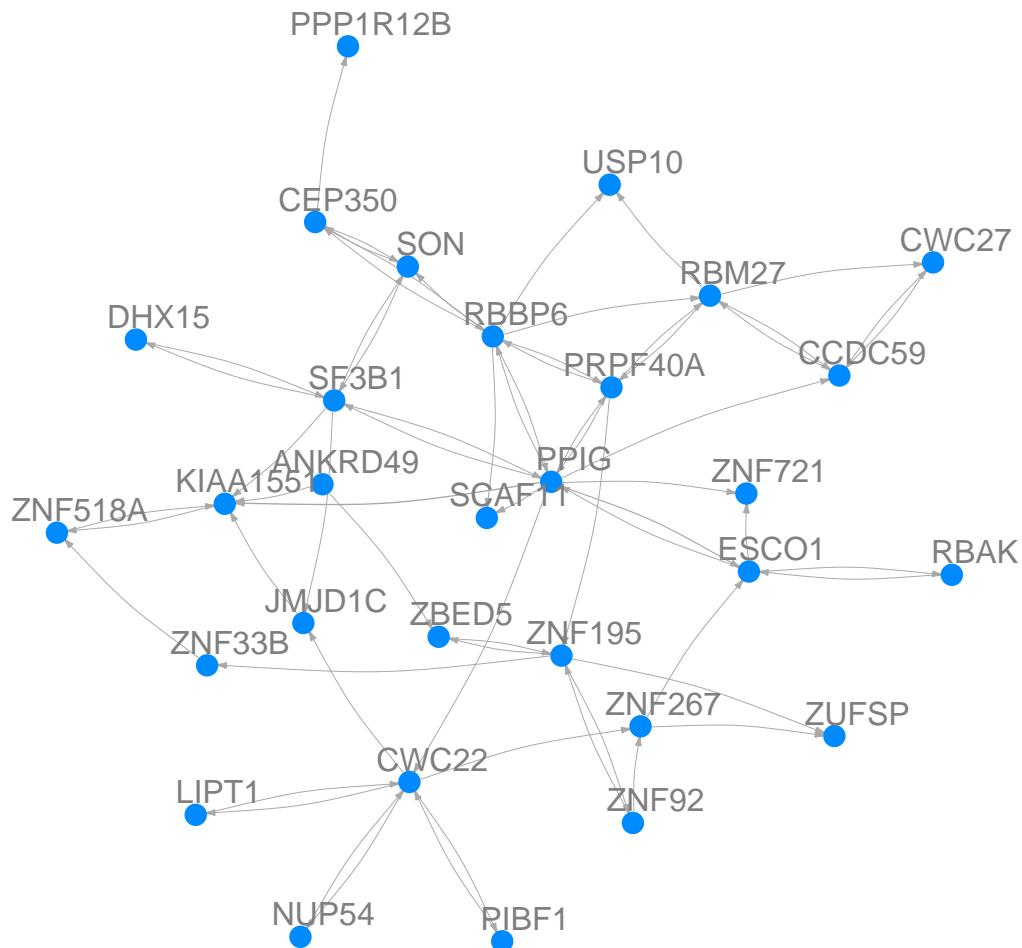 PPP1R12B
USP10
CEP350
SON
CWC27
RBM27
DHX15
RBBP6
CCDC59
PRPF40A
SF3B1
ANKRD49
PPIG
KIAA1551
ZNF721
SCAF11
ZNF518A
ESCO1
RBAK
JMJD1C
ZBED5
ZNF195
ZNF33B
ZNF267
ZUFSP
CWC22
LIPT1
ZNF92
NUP54
PIBF1